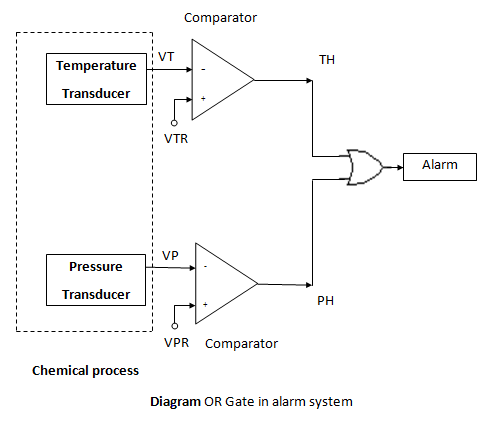 Comparator
VT
TH
Temperature
Transducer
-
+
VTR
Alarm
VP
Pressure
Transducer
-
+
PH
VPR
Comparator
Chemical process
Diagram OR Gate in alarm system